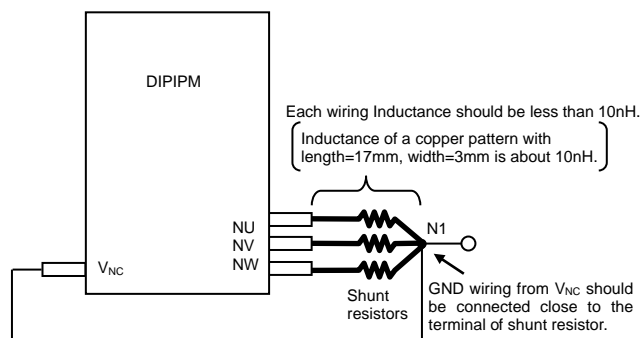 DIPIPM
Each wiring Inductance should be less than 10nH.
Inductance of a copper pattern with
length=17mm, width=3mm is about 10nH.
NU
NV
NW
N1
VNC
Shunt
resistors
GND wiring from VNC should
be connected close to the
terminal of shunt resistor.